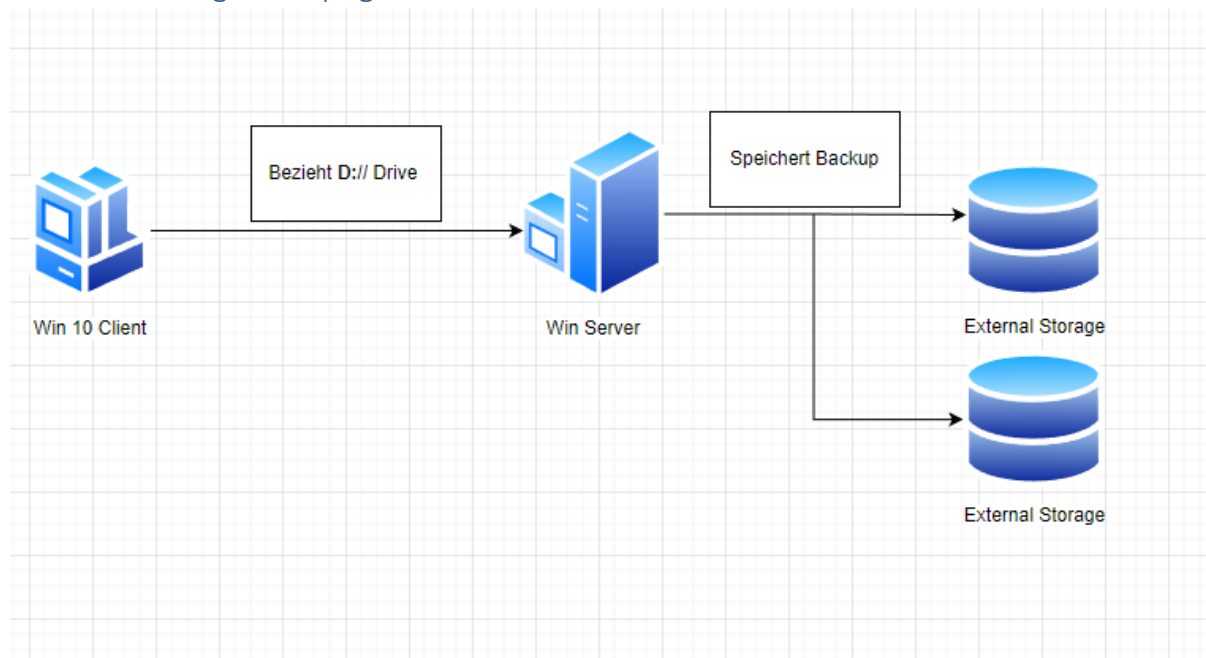 Bezieht D:// Drive
Speichert Backup
Win 10 Client
Win Server
External Storage
External Storage